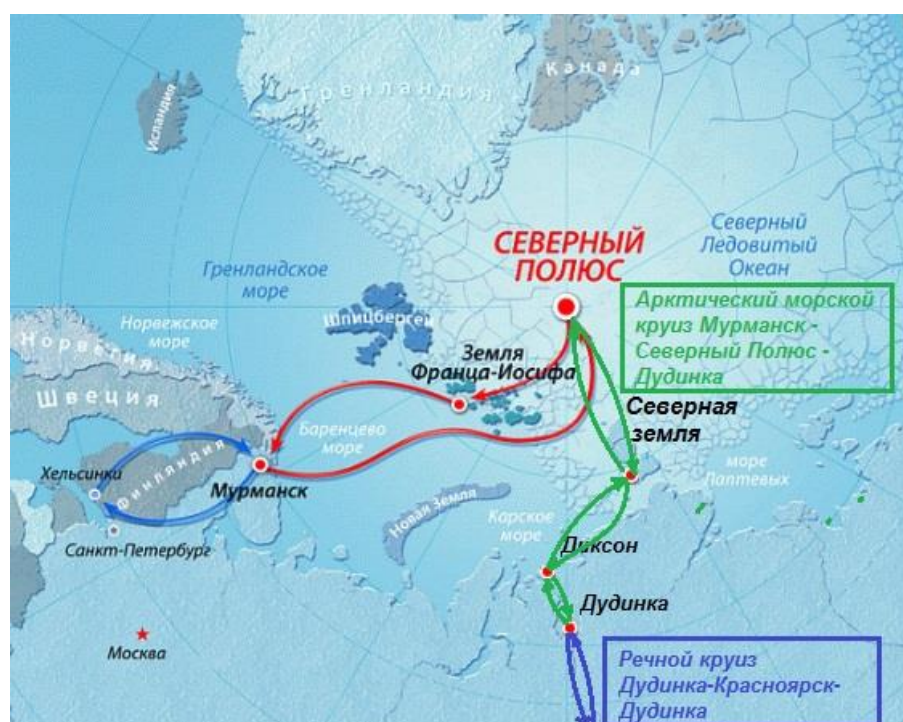 Канада
Гренландия
Исландия
СЕВЕРНЫЙ
ПОЛЮС
Северный
Ледовитый
Океан
Гренландское
море
Арктический морской
круиз Мурманск -
Северный Полюс -
Дудинка
Шпицберген
Норвежское
море
Норвегия
Земля
Франца-Иосифа
Швеция
Северная
земля
Баренцево
море
море
Лаптевых
Финляндия
Хельсинки
Мурманск
Новая Земля
Карское
море
Диксон
Санкт-Петербург
Дудинка
Москва
Речной круиз
Дудинка-Красноярск-
Дудинка